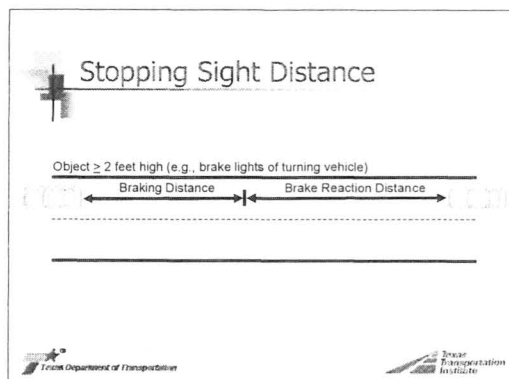 Stopping Sight Distance
Object ≥ 2 feet high (e.g., brake lights of turning vehicle)
Braking Distance Brake Reaction Distance
Texas Department of Transportation
Texas
Transportation
Institute